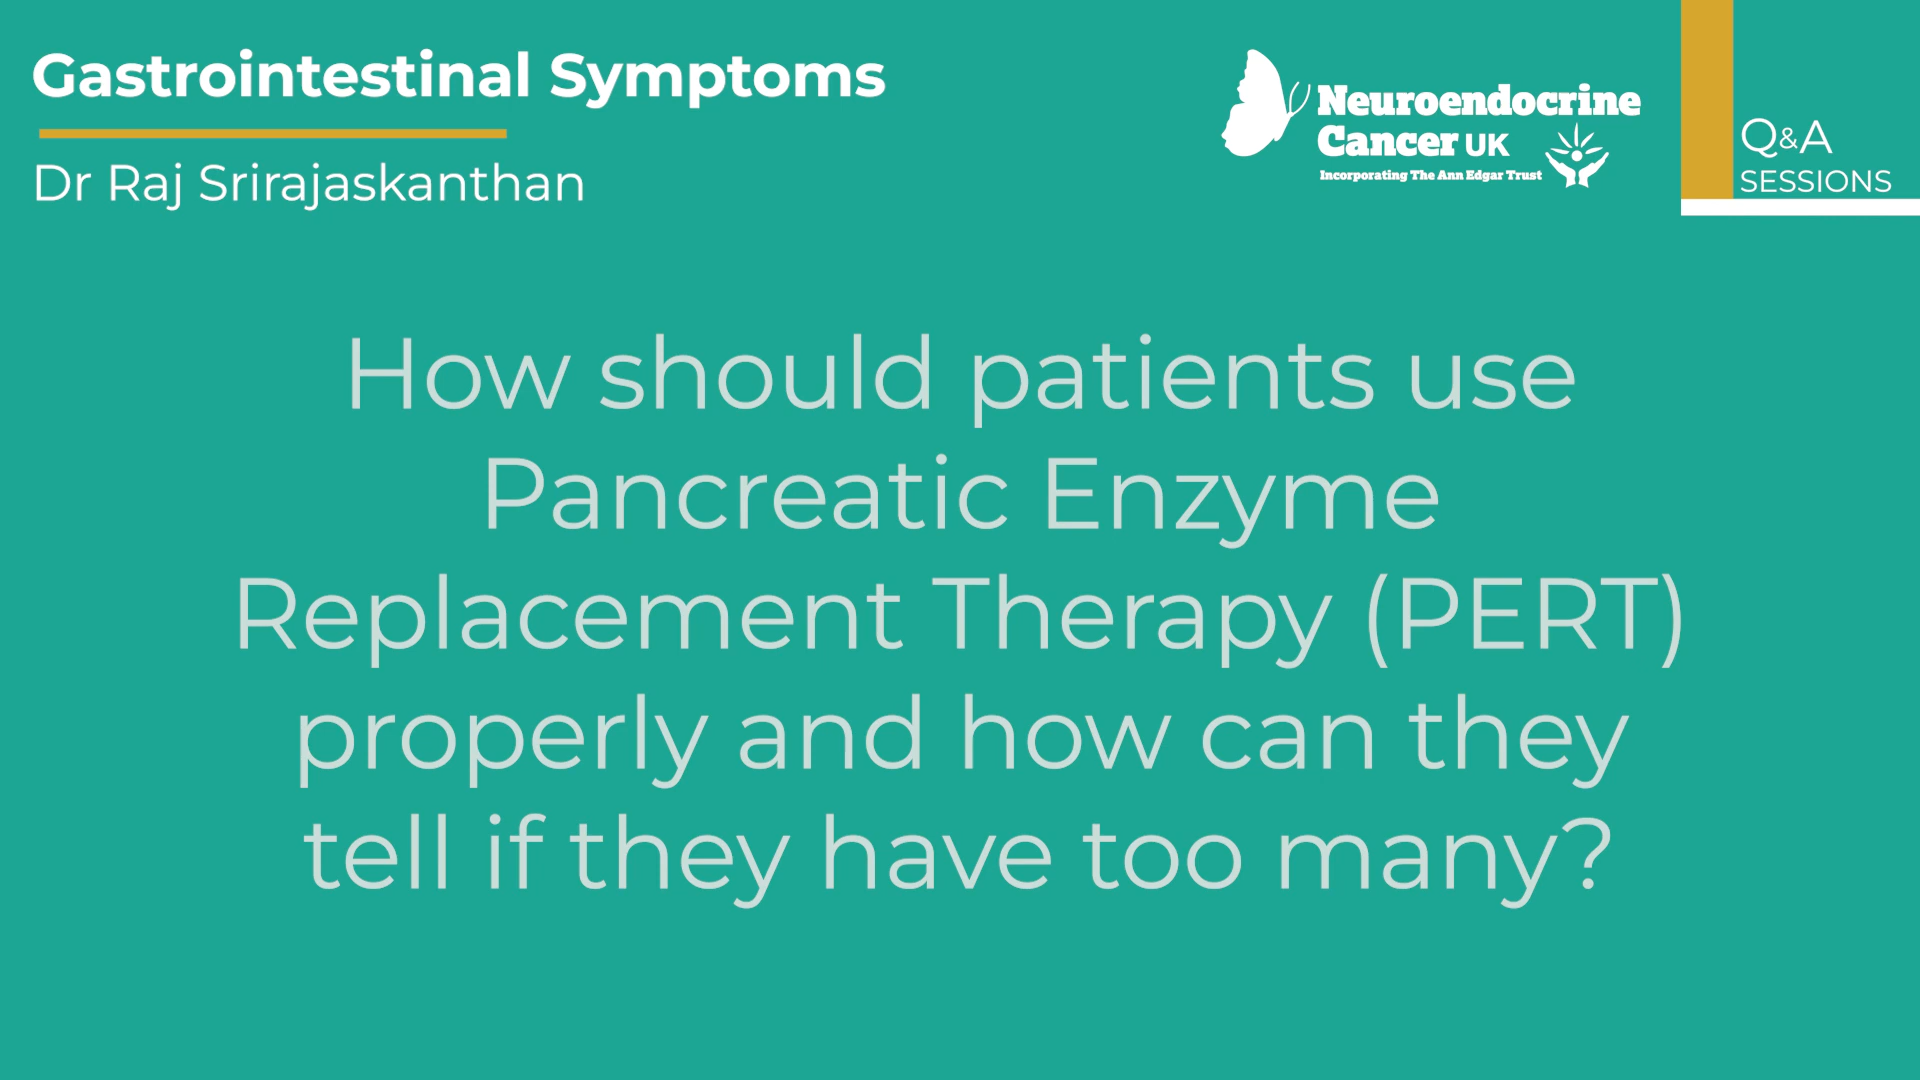 Gastrointestinal Symptoms
Dr Raj Srirajaskanthan
Neuroendocrine
Cancer UK
Incorporating The Ann Edgar Trust
Q&A
SESSIONS
How should patients use
Pancreatic Enzyme
Replacement Therapy (PERT)
properly and how can they
tell if they have too many?